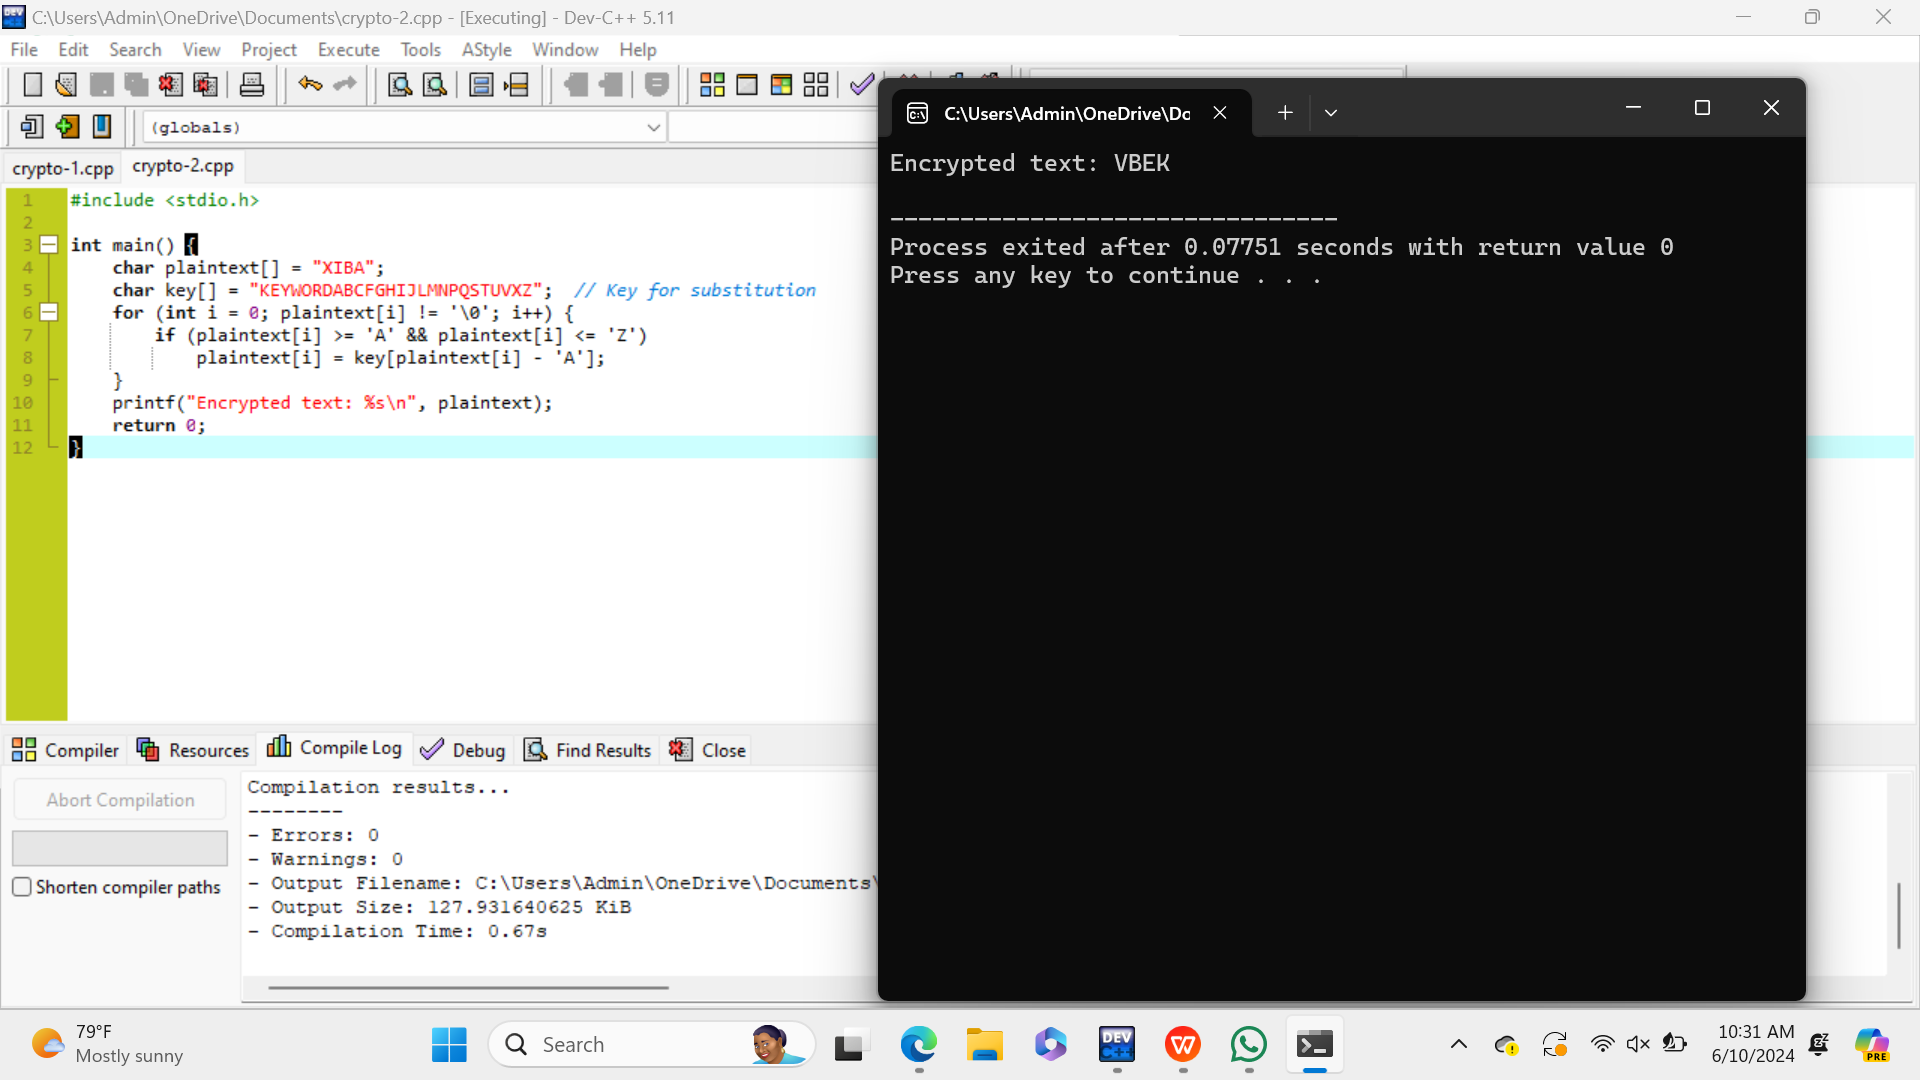 C:\Users\Admin\OneDrive\Documents\crypto-2.cpp - [Executing] - Dev-C++ 5.11
File Edit Search View Project Execute Tools AStyle Window Help
(globals)
crypto-1.cpp crypto-2.cpp
1 #include <stdio.h>
2
3 int main() {
4 char plaintext[] = "XIBA";
5 char key[] = "KEYWORDABCFGHIJLMNPQSTUVXZ"; // Key for substitution
6 for (int i = 0; plaintext[i] != '\0'; i++) {
7 if (plaintext[i] >= 'A' && plaintext[i] <= 'Z')
8 plaintext[i] = key[plaintext[i] - 'A'];
9 }
10 printf("Encrypted text: %s\n", plaintext);
11 return 0;
12 }
C:\Users\Admin\OneDrive\Do
Encrypted text: VBEK
--------------------------------
Process exited after 0.07751 seconds with return value 0
Press any key to continue . . .
Compiler Resources Compile Log Debug Find Results Close
Abort Compilation
Shorten compiler paths
Compilation results...
--------
- Errors: 0
- Warnings: 0
- Output Filename: C:\Users\Admin\OneDrive\Documents\
- Output Size: 127.931640625 KiB
- Compilation Time: 0.67s
79°F
Mostly sunny
Search
DEV
C++
W
10:31 AM
6/10/2024
PRE